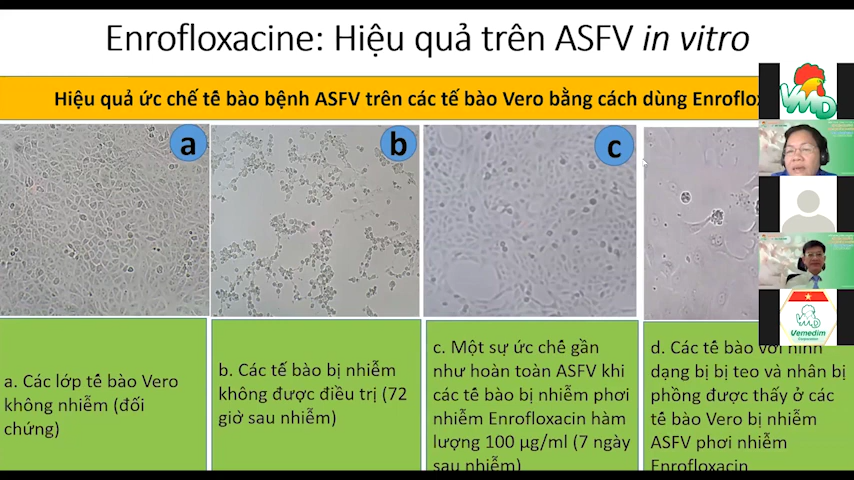 Enrofloxacine: Hiệu quả trên ASFV in vitro
Hiệu quả ức chế tế bào bệnh ASFV trên các tế bào Vero bằng cách dùng Enroflox
a
b
c
VMD
Vemedim
Corporation
a. Các lớp tế bào Vero
không nhiễm (đối
chứng)
b. Các tế bào bị nhiễm
không được điều trị (72
giờ sau nhiễm)
c. Một sự ức chế gần
như hoàn toàn ASFV khi
các tế bào bị nhiễm phơi
nhiễm Enrofloxacin hàm
lượng 100 µg/ml (7 ngày
sau nhiễm)
d. Các tế bào với hình
dạng bị bị teo và nhân bị
phồng được thấy ở các
tế bào Vero bị nhiễm
ASFV phơi nhiễm
Enrofloxacin